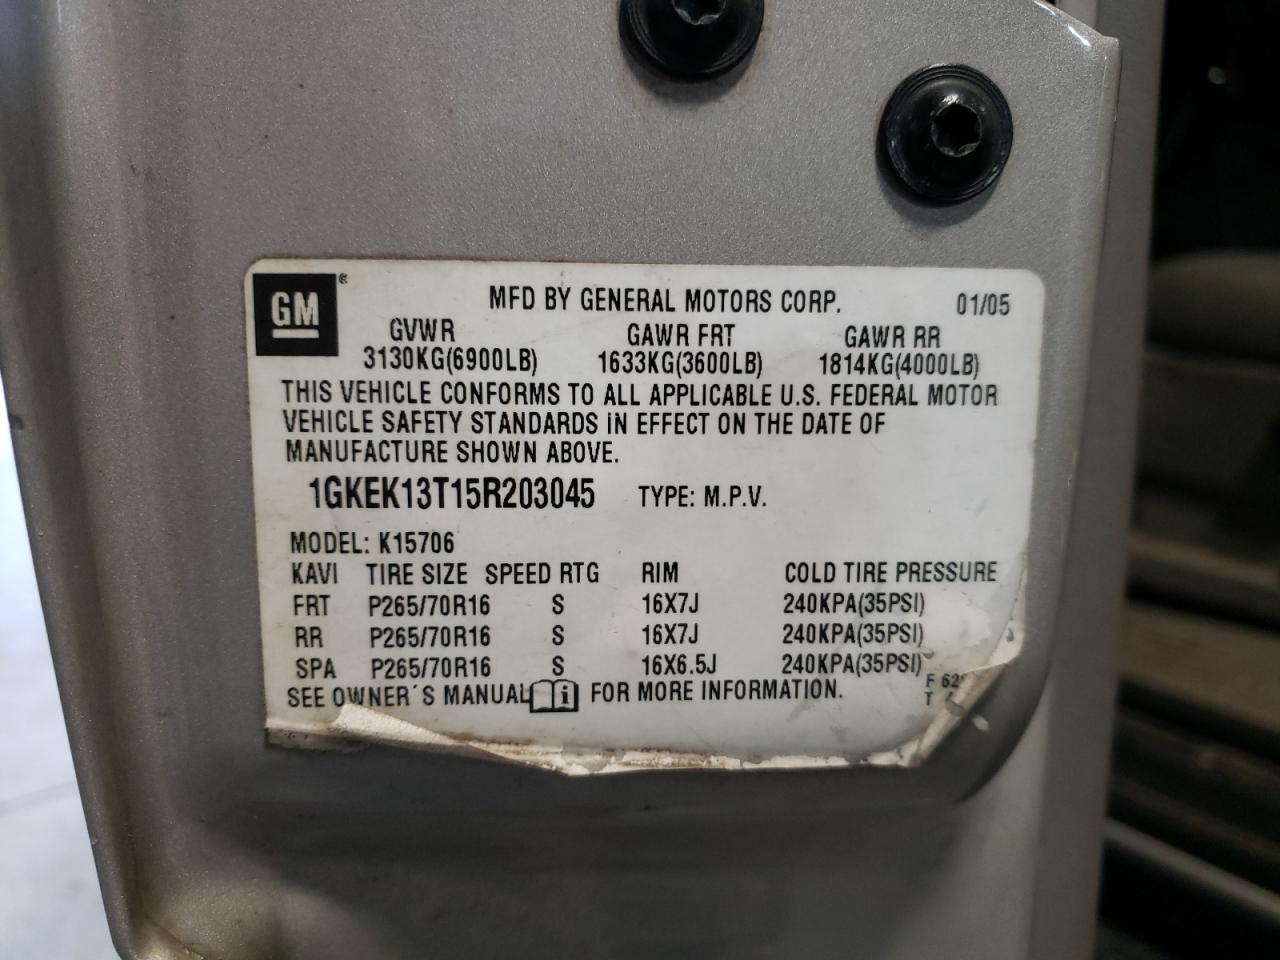 GM ®
MFD BY GENERAL MOTORS CORP. 01/05
GVWR GAWR FRT GAWR RR
3130KG(6900LB) 1633KG(3600LB) 1814KG(4000LB)
THIS VEHICLE CONFORMS TO ALL APPLICABLE U.S. FEDERAL MOTOR
VEHICLE SAFETY STANDARDS IN EFFECT ON THE DATE OF
MANUFACTURE SHOWN ABOVE.
1GKEK13T15R203045 TYPE: M.P.V.
MODEL: K15706
KAVI TIRE SIZE SPEED RTG RIM COLD TIRE PRESSURE
FRT P265/70R16 S 16X7J 240KPA(35PSI)
RR P265/70R16 S 16X7J 240KPA(35PSI)
SPA P265/70R16 S 16X6.5J 240KPA(35PSI)
SEE OWNER´S MANUAL i FOR MORE INFORMATION.
F
T